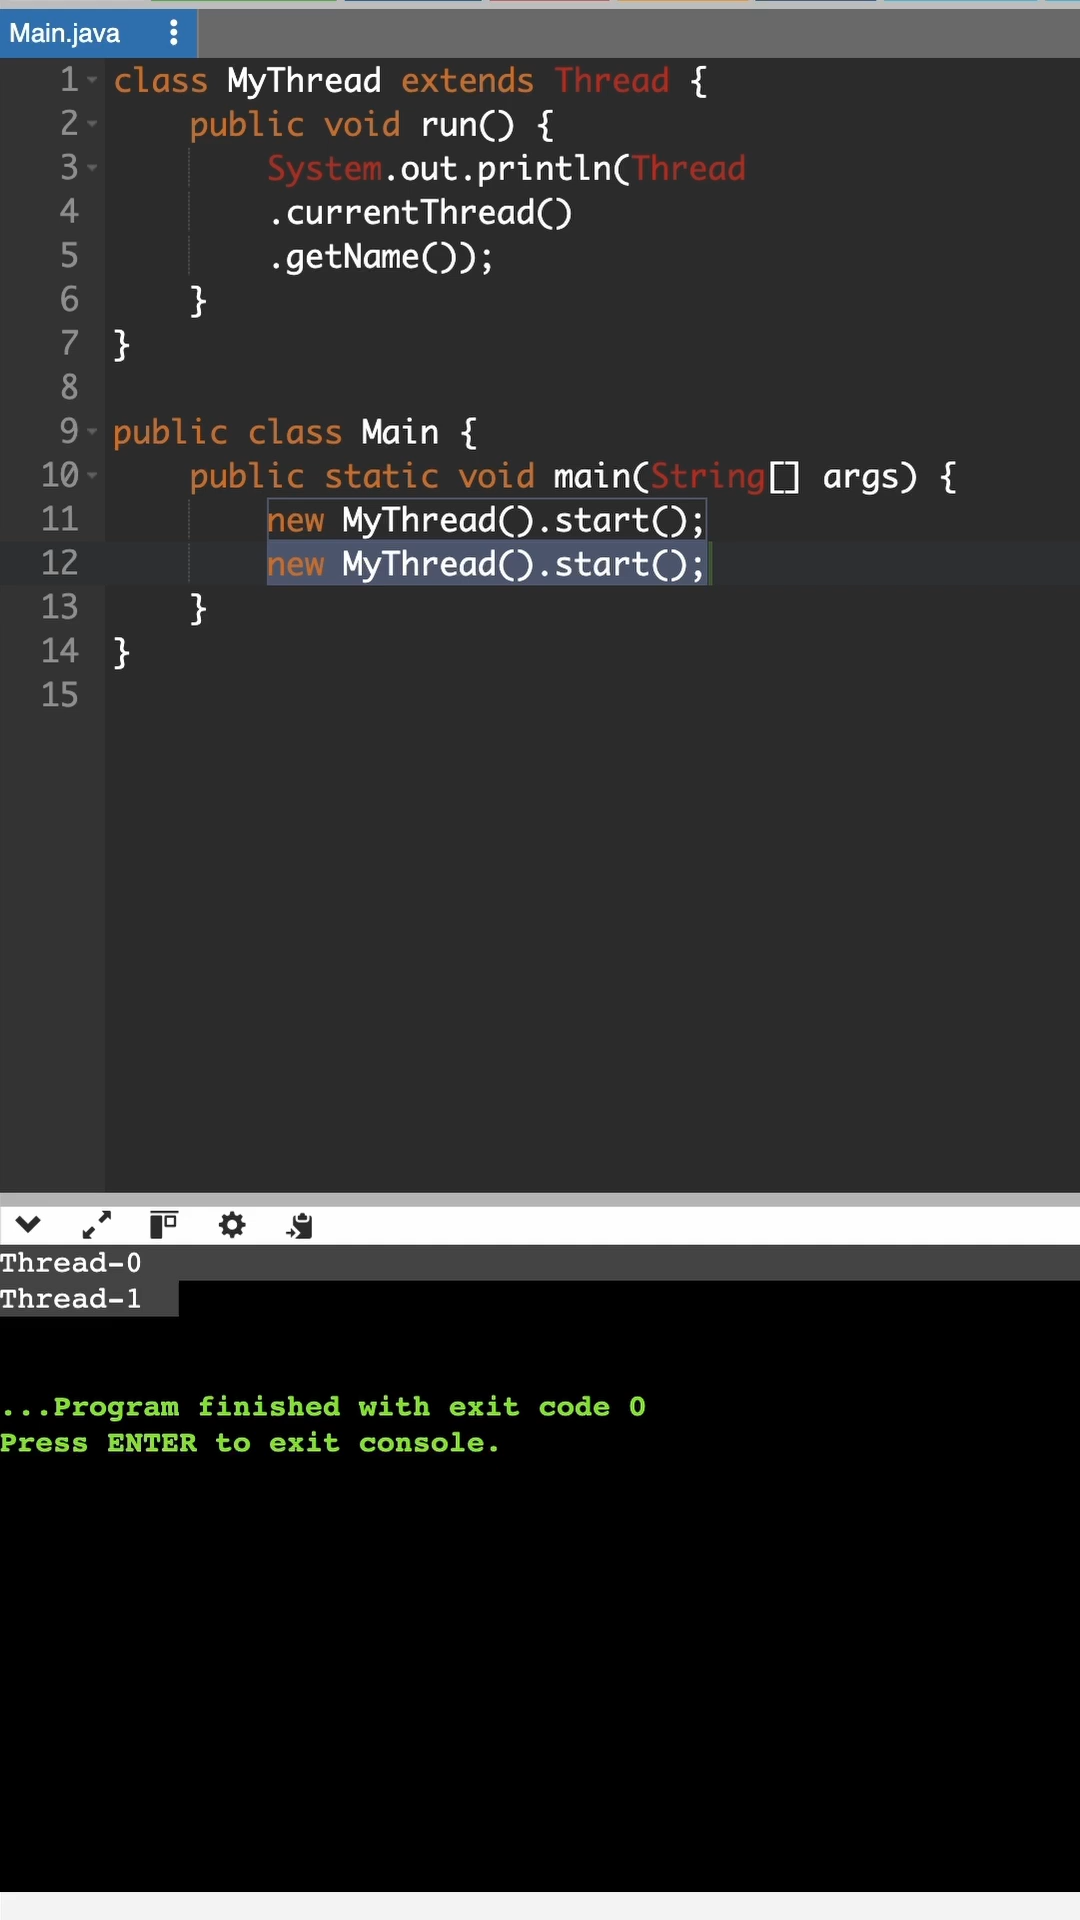 Main.java
1 class MyThread extends Thread {
2 public void run() {
3 System.out.println(Thread
4 .currentThread()
5 .getName());
6 }
7 }
8
9 public class Main {
10 public static void main(String[] args) {
11 new MyThread().start();
12 new MyThread().start();
13 }
14 }
15
Thread-0
Thread-1
...Program finished with exit code 0
Press ENTER to exit console.